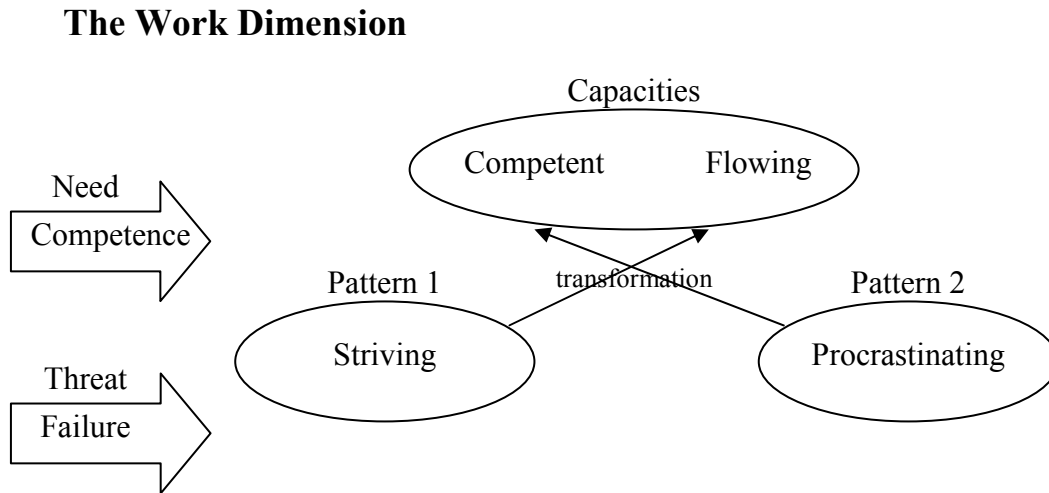 The Work Dimension
Capacities
Competent Flowing
Need
Competence
transformation
Pattern 1 Pattern 2
Striving Procrastinating
Threat
Failure